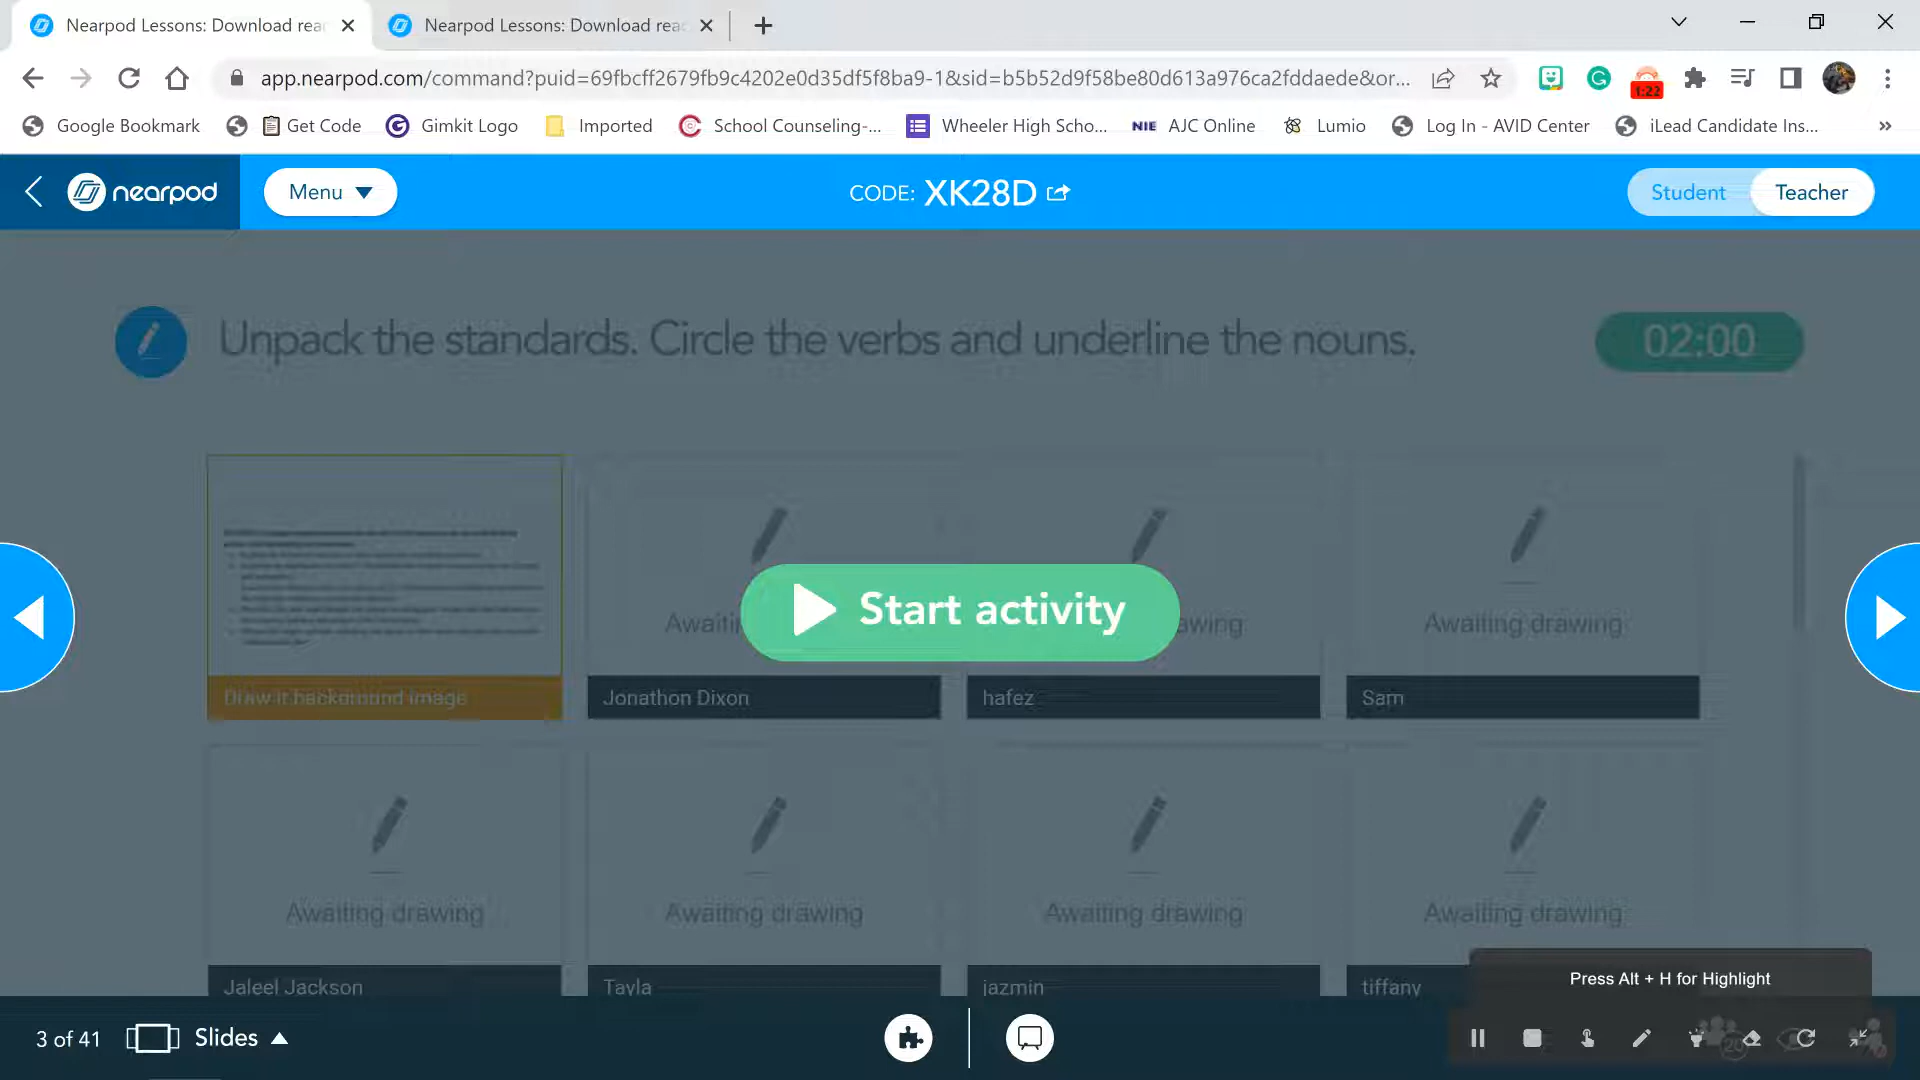 Nearpod Lessons: Download rea
Nearpod Lessons: Download rea
app.nearpod.com/command?puid=69fbcff2679fb9c4202e0d35df5f8ba9-1&sid=b5b52d9f58be80d613a976ca2fddaede&or...
1:22
Google Bookmark
Get Code
Gimkit Logo
Imported
School Counseling-...
Wheeler High Scho...
NIE AJC Online
Lumio
Log In - AVID Center
iLead Candidate Ins...
nearpod
Menu
CODE: XK28D
Student
Teacher
Unpack the standards. Circle the verbs and underline the nouns.
02:00
Start activity
Awaiting drawing
Draw it background image
Jonathon Dixon
hafez
Sam
Awaiting drawing
Awaiting drawing
Awaiting drawing
Awaiting drawing
Jaleel Jackson
Tayla
jazmin
tiffany
Press Alt + H for Highlight
3 of 41
Slides